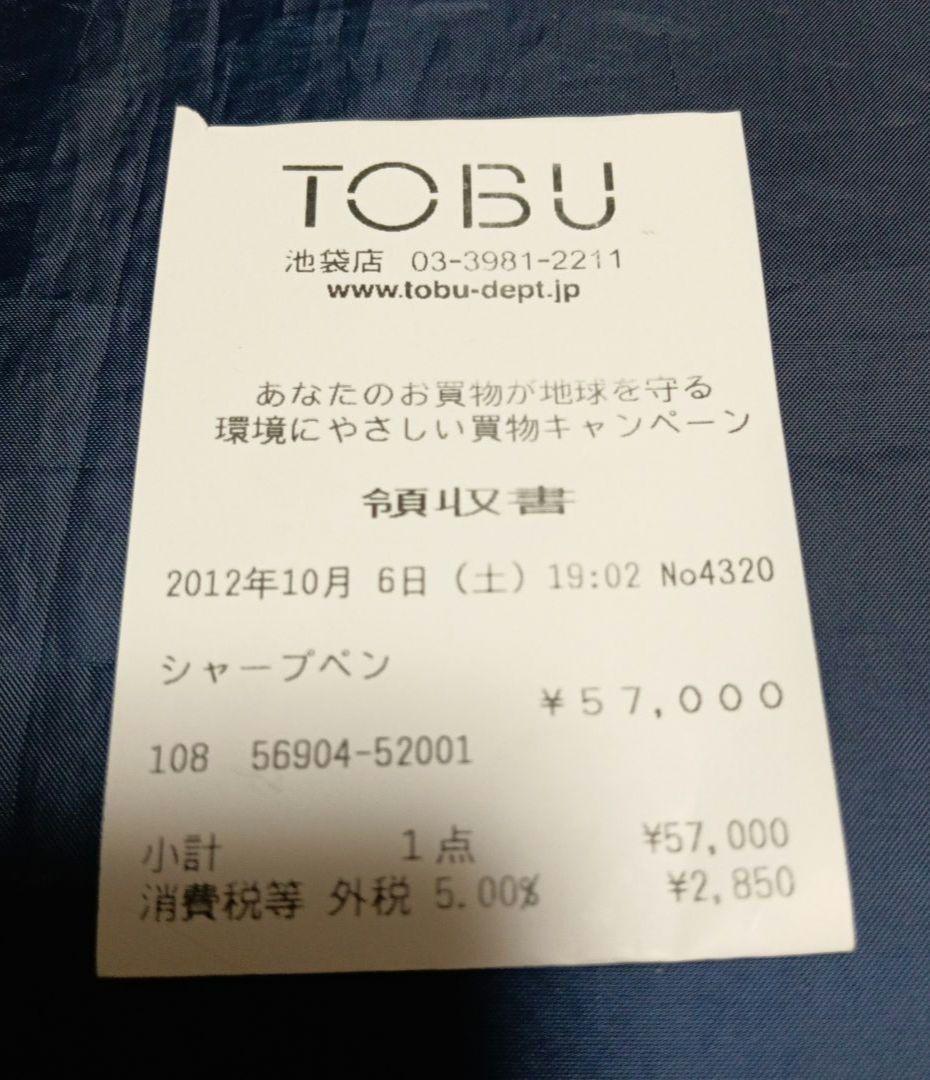 TOBU
池袋店 03-3981-2211
www.tobu-dept.jp
あなたのお買物が地球を守る
環境にやさしい買物キャンペーン
領収書
2012年10月 6日（土）19:02 No4320
シャープペン
¥57,000
108 56904-52001
小計 1点 ¥57,000
消費税等 外税 5.00% ¥2,850